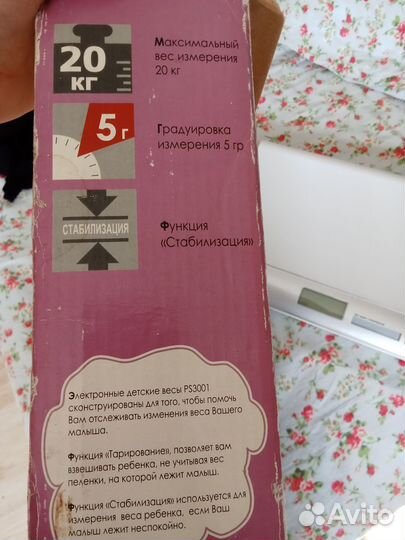 20
КГ
Максимальный
вес измерения
20 кг
5 г
Градуировка
измерения 5 гр
СТАБИЛИЗАЦИЯ
Функция
«Стабилизация»
Электронные детские весы PS3001
сконструированы для того, чтобы помочь
Вам отслеживать изменения веса Вашего
малыша.
Функция «Тарирование», позволяет вам
взвешивать ребенка, не учитывая вес
пеленки, на которой лежит малыш.
Функция «Стабилизация» используется для
измерения веса ребенка, если Ваш
малыш лежит неспокойно.
Avito